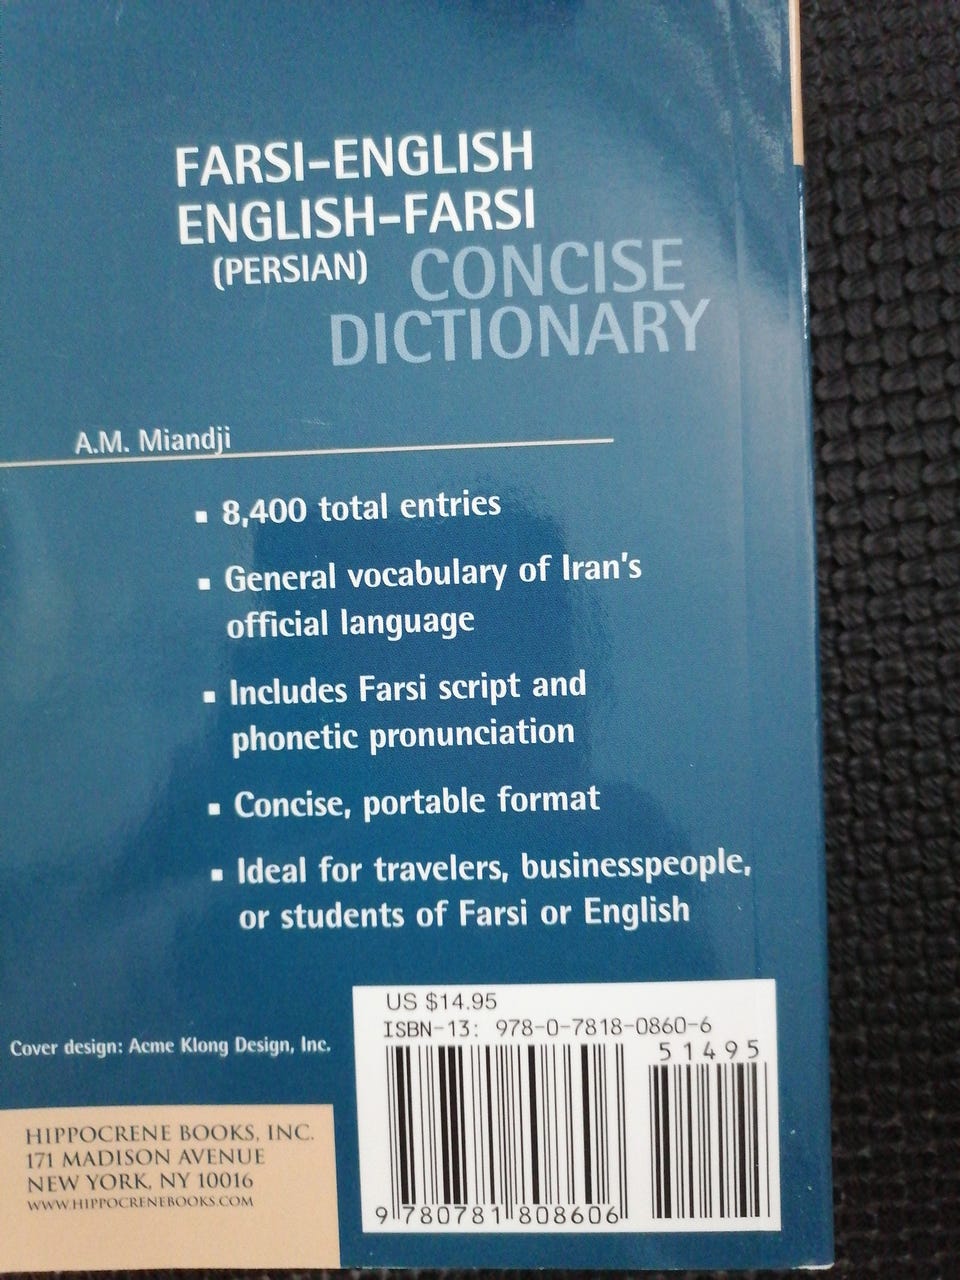 FARSI-ENGLISH
ENGLISH-FARSI
(PERSIAN) CONCISE
DICTIONARY
A.M. Miandji
▪ 8,400 total entries
▪ General vocabulary of Iran's
official language
▪ Includes Farsi script and
phonetic pronunciation
▪ Concise, portable format
▪ Ideal for travelers, businesspeople,
or students of Farsi or English
Cover design: Acme Klong Design, Inc.
HIPPOCRENE BOOKS, INC.
171 MADISON AVENUE
NEW YORK, NY 10016
WWW.HIPPOCRENEBOOKS.COM
US $14.95
ISBN-13: 978-0-7818-0860-6
51495
9 780781 808606